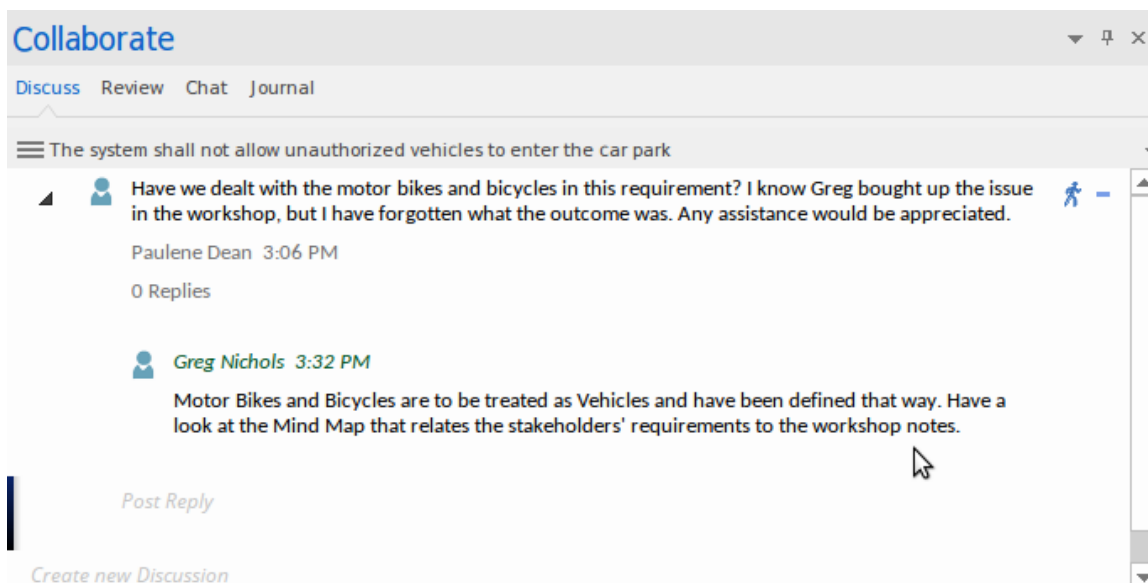 Collaborate
Discuss Review Chat Journal
The system shall not allow unauthorized vehicles to enter the car park
Have we dealt with the motor bikes and bicycles in this requirement? I know Greg bought up the issue
in the workshop, but I have forgotten what the outcome was. Any assistance would be appreciated.
Paulene Dean 3:06 PM
0 Replies
Greg Nichols 3:32 PM
Motor Bikes and Bicycles are to be treated as Vehicles and have been defined that way. Have a
look at the Mind Map that relates the stakeholders' requirements to the workshop notes.
Post Reply
Create new Discussion